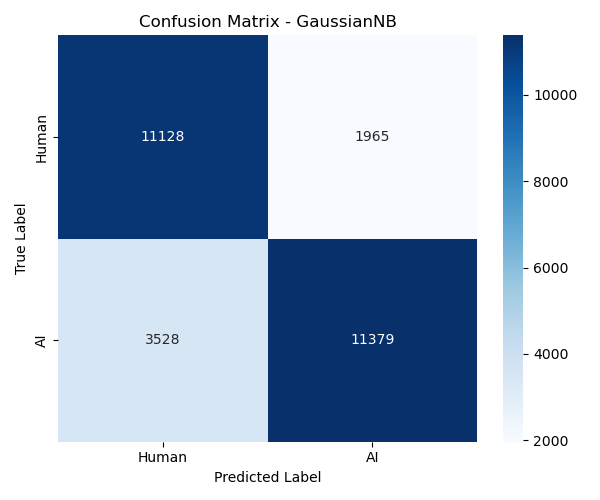 Confusion Matrix - GaussianNB
Human
AI
True Label
11128
1965
3528
11379
Human
AI
Predicted Label
10000
8000
6000
4000
2000